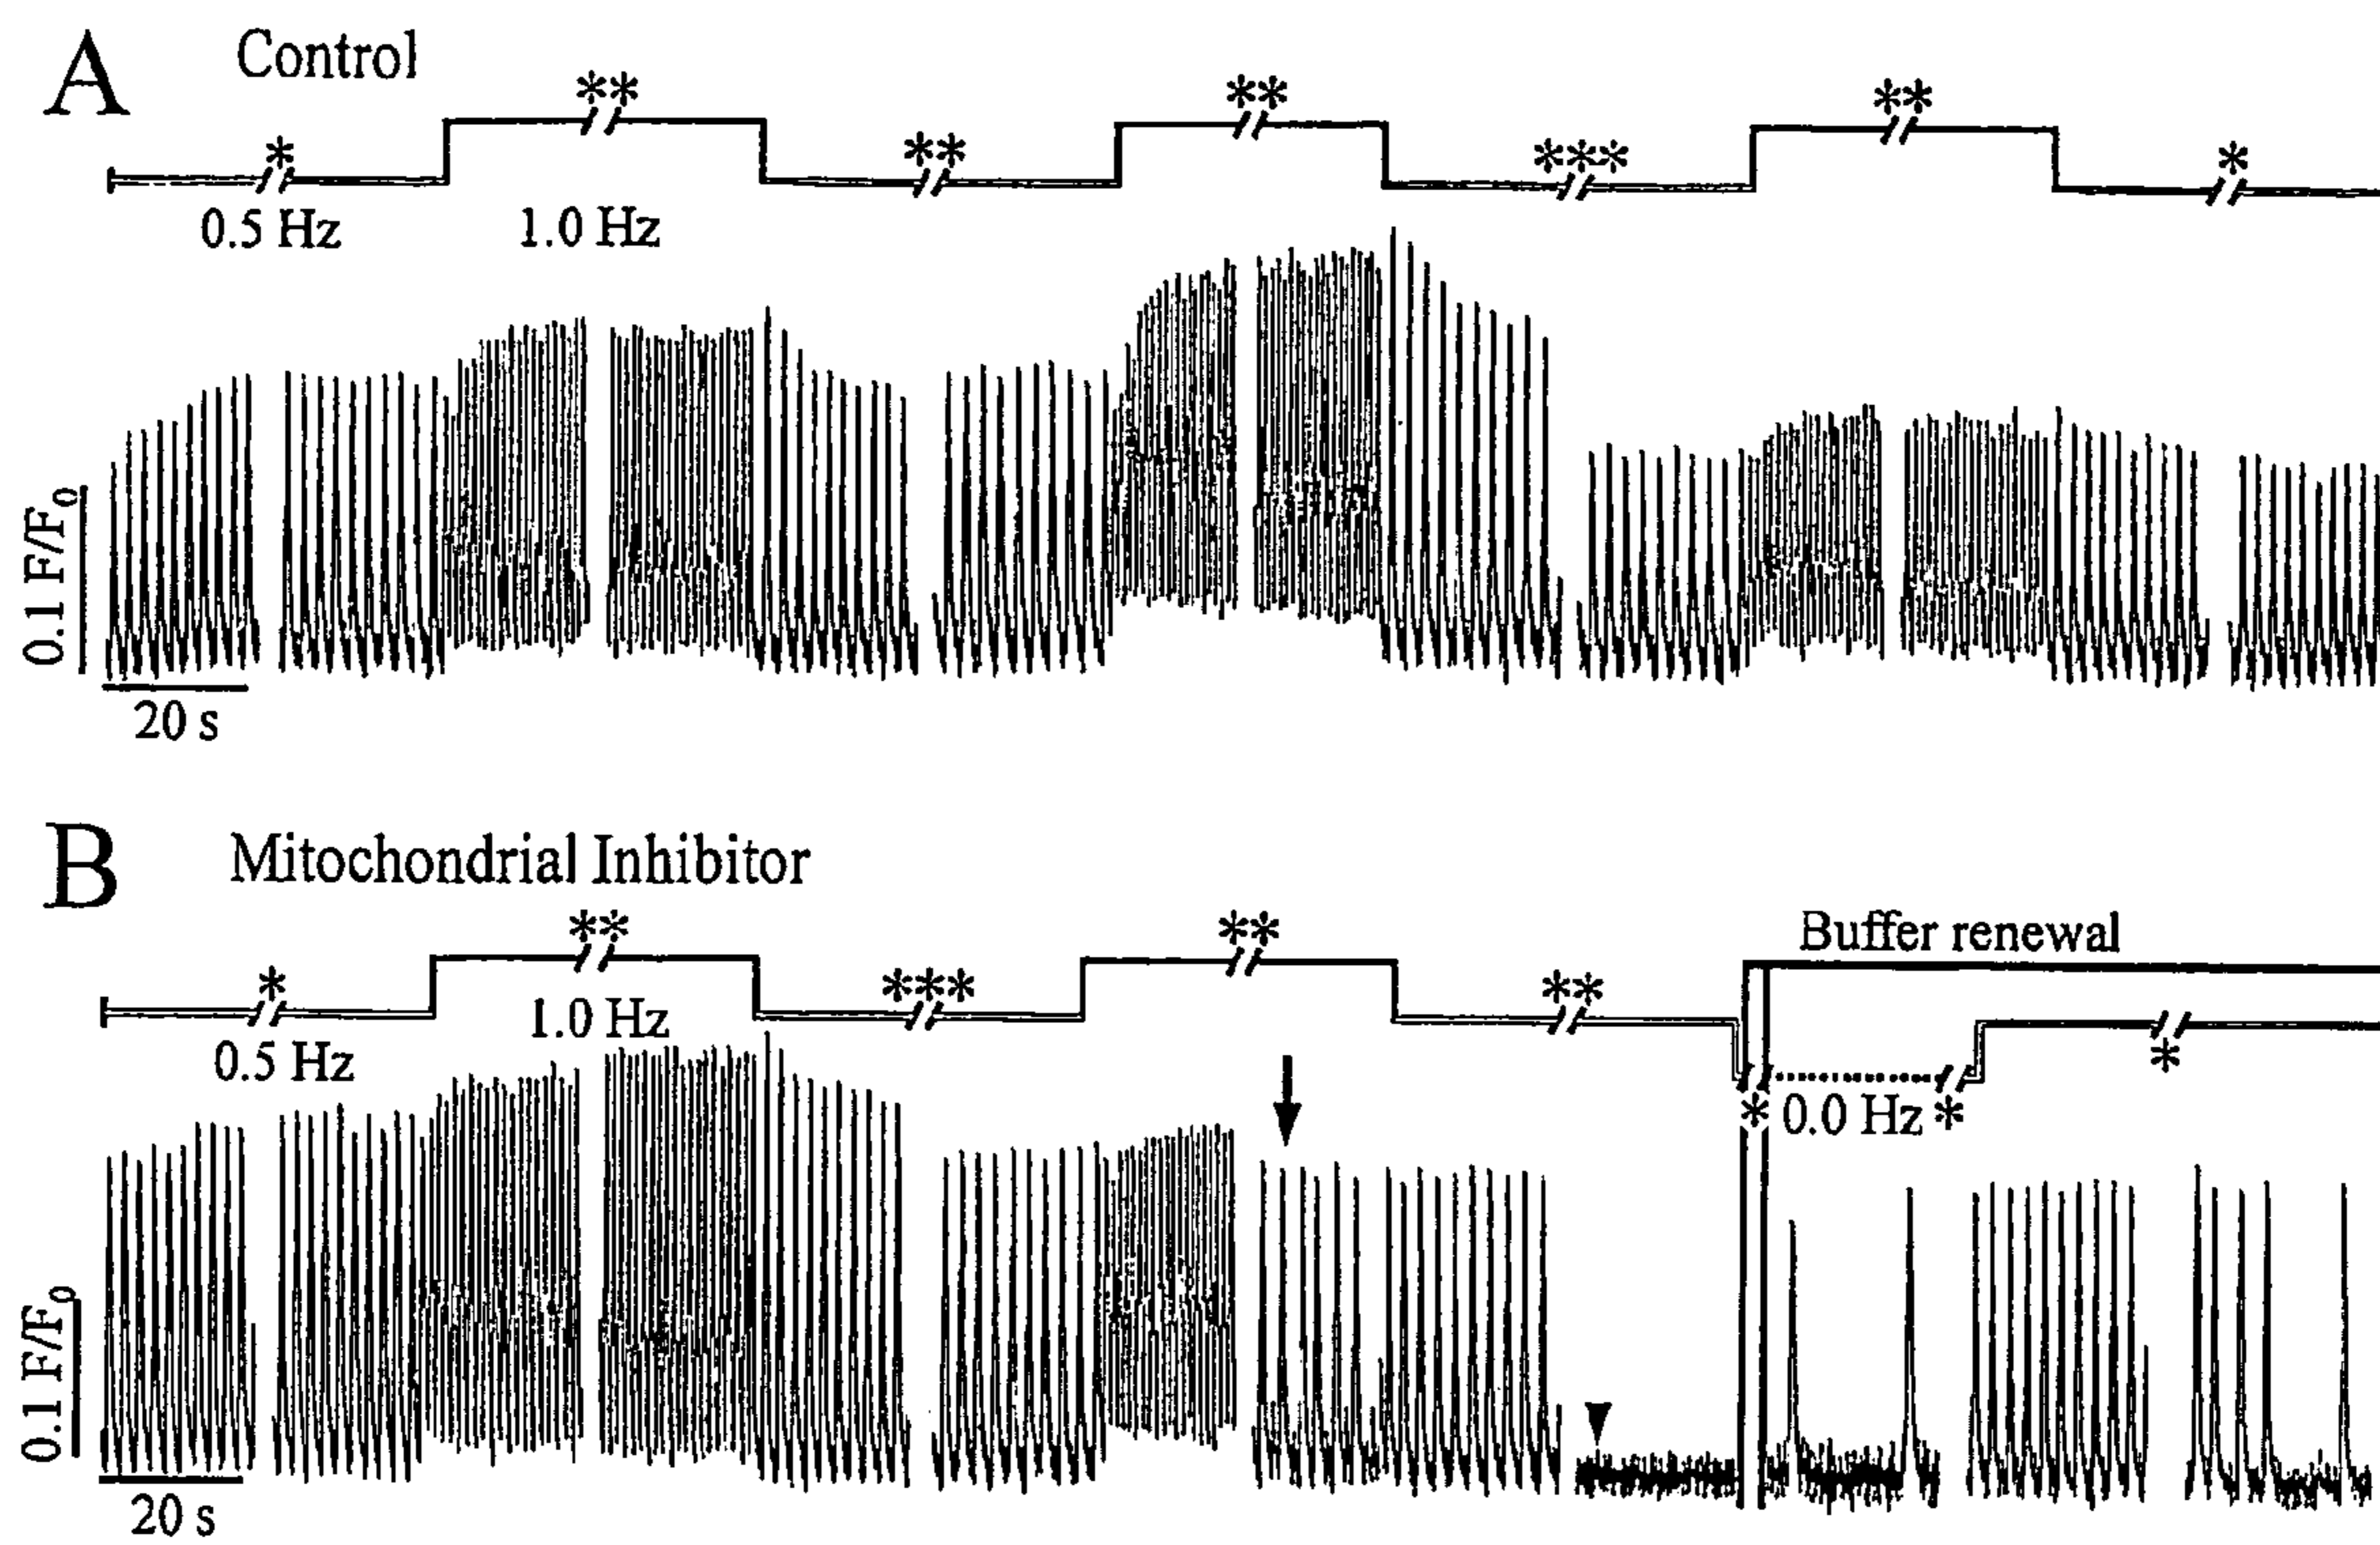 A Control
**
**
**
*
**
***
*
0.5 Hz
1.0 Hz
0.1 F/F0
20 s
B Mitochondrial Inhibitor
**
**
Buffer renewal
*
***
**
1.0 Hz
0.5 Hz
*
* 0.0 Hz *
0.1 F/F0
20 s